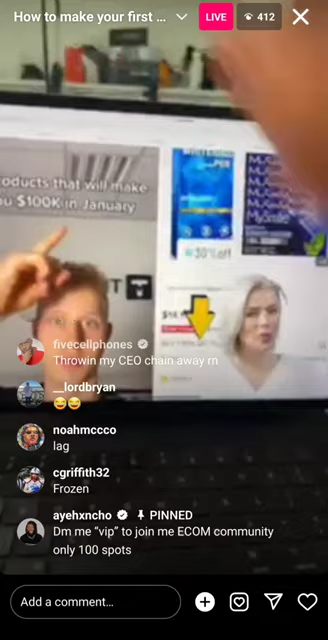 How to make your first ...
LIVE
412
oducts that will make
ou $100K in January
30% off
fivecellphones
Throwin my CEO chain away rn
__lordbryan
😂😂
noahmccco
lag
cgriffith32
Frozen
ayehxncho PINNED
Dm me “vip” to join me ECOM community
only 100 spots
Add a comment...